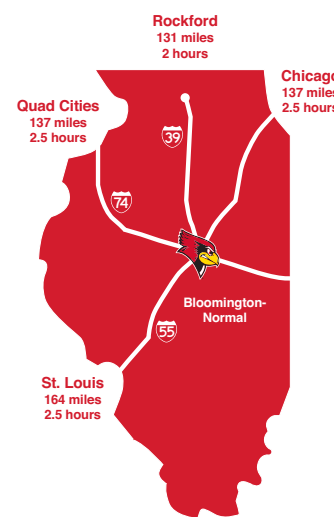 Rockford
131 miles
2 hours
Chicago
137 miles
2.5 hours
Quad Cities
137 miles
2.5 hours
39
74
Bloomington-
Normal
55
St. Louis
164 miles
2.5 hours